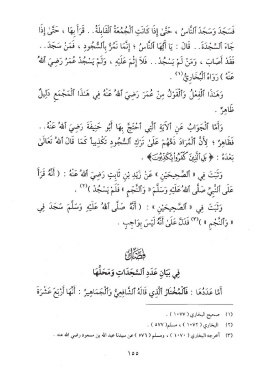 فَسَجَدَ وَسَجَدَ النَّاسُ ، حَتَّىٰ إِذَا كَانَتِ الْجُمُعَةُ الْقَابِلَةُ.. قَرَأَ بِهَا ، حَتَّىٰ إِذَا
جَاءَ السَّجْدَةَ.. قَالَ : يَا أَيُّهَا النَّاسُ ؛ إِنَّمَا نَمُرُّ بِالسُّجُودِ ، فَمَنْ سَجَدَ..
فَقَدْ أَصَابَ ، وَمَنْ لَمْ يَسْجُدْ.. فَلَا إِثْمَ عَلَيْهِ ، وَلَمْ يَسْجُدْ عُمَرُ رَضِيَ اللهُ
عَنْهُ ) رَوَاهُ الْبُخَارِيُّ(١) .
وَهَٰذَا الْفِعْلُ وَالْقَوْلُ مِنْ عُمَرَ رَضِيَ اللهُ عَنْهُ فِي هَٰذَا الْمَجْمَعِ دَلِيلٌ
ظَاهِرٌ .
وَأَمَّا الْجَوَابُ عَنِ الْآيَةِ الَّتِي احْتَجَّ بِهَا أَبُو حَنِيفَةَ رَضِيَ اللهُ عَنْهُ..
فَظَاهِرٌ ؛ لِأَنَّ الْمُرَادَ ذَمُّهُمْ عَلَىٰ تَرْكِ السُّجُودِ تَكْذِيباً كَمَا قَالَ اللهُ تَعَالَىٰ
بَعْدَهُ : ﴿بَلِ الَّذِينَ كَفَرُوا يُكَذِّبُونَ﴾ .
وَثَبَتَ فِي « الصَّحِيحَيْنِ » عَنْ زَيْدِ بْنِ ثَابِتٍ رَضِيَ اللهُ عَنْهُ : ( أَنَّهُ قَرَأَ
عَلَى النَّبِيِّ صَلَّى اللهُ عَلَيْهِ وَسَلَّمَ « وَالنَّجْمِ » فَلَمْ يَسْجُدْ )(٢) .
وَثَبَتَ فِي « الصَّحِيحَيْنِ » : ( أَنَّهُ صَلَّى اللهُ عَلَيْهِ وَسَلَّمَ سَجَدَ فِي
« وَالنَّجْمِ » )(٣) فَدَلَّ عَلَىٰ أَنَّهُ لَيْسَ بِوَاجِبٍ .
فَصْلٌ
فِي بَيَانِ عَدَدِ السَّجَدَاتِ وَمَحَلِّهَا
أَمَّا عَدَدُهَا : فَالْمُخْتَارُ الَّذِي قَالَهُ الشَّافِعِيُّ وَالْجَمَاهِيرُ : أَنَّهَا أَرْبَعَ عَشْرَةَ
(١) صحيح البخاري ( ١٠٧٧ ) .
(٢) البخاري ( ١٠٧٢ ) ، ومسلم ( ٥٧٧ ) .
(٣) أخرجه البخاري ( ١٠٧٠ ) ، ومسلم ( ٥٧٦ ) عن سيدنا عبد الله بن مسعود رضي الله عنه .
١٥٥